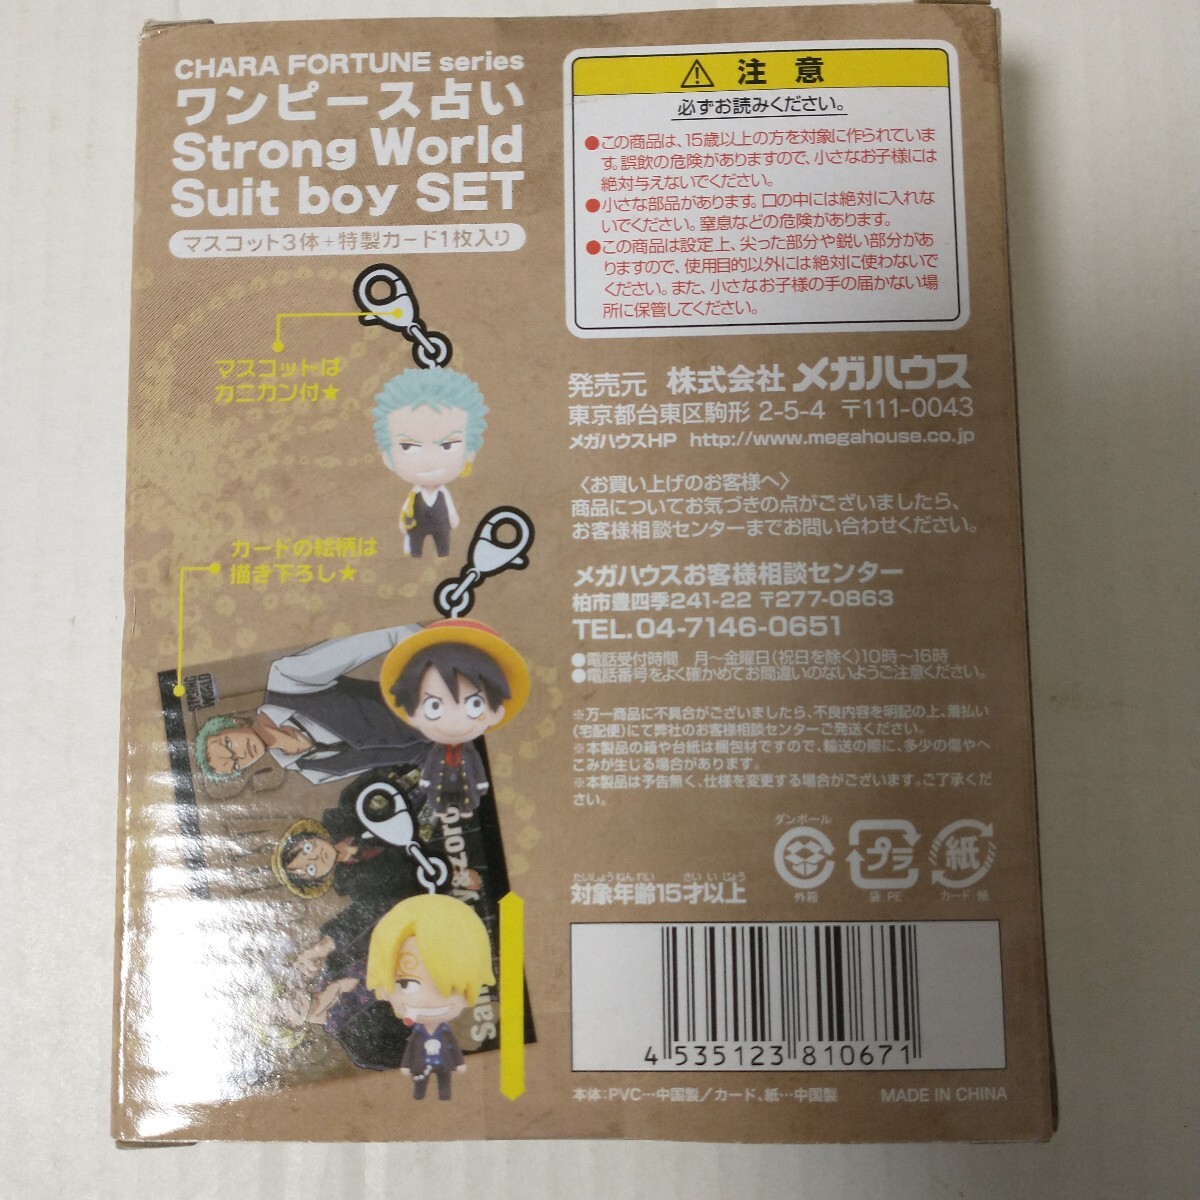 CHARA FORTUNE series
ワンピース占い
Strong World
Suit boy SET
マスコット3体+特製カード1枚入り
マスコットは
カニカン付★
カードの絵柄は
描き下ろし★
STRONG
WORLD
⚠ 注意
必ずお読みください。
●この商品は、15歳以上の方を対象に作られていま
す。誤飲の危険がありますので、小さなお子様には
絶対与えないでください。
●小さな部品があります。口の中には絶対に入れな
いでください。窒息などの危険があります。
●この商品は設定上、尖った部分や鋭い部分があ
りますので、使用目的以外には絶対に使わないで
ください。また、小さなお子様の手の届かない場
所に保管してください。
発売元 株式会社 メガハウス
東京都台東区駒形 2-5-4 〒111-0043
メガハウスHP http://www.megahouse.co.jp
〈お買い上げのお客様へ〉
商品についてお気づきの点がございましたら、
お客様相談センターまでお問い合わせください。
メガハウスお客様相談センター
柏市豊四季241-22 〒277-0863
TEL.04-7146-0651
●電話受付時間 月〜金曜日(祝日を除く)10時〜16時
●電話番号をよく確かめてお間違いのないようご注意ください。
※万一商品に不具合がございましたら、不良内容を明記の上、着払い
(宅配便)にて弊社のお客様相談センターご発送ください。
※本製品の箱や台紙は梱包材ですので、輸送の際に、多少の傷やへ
こみが生じる場合があります。
※本製品は予告無く、仕様を変更する場合がございます。ご了承くだ
さい。
ダンボール
外箱
プラ
袋:PE
紙
カード 紙
たいしょうねんれい さいいじょう
対象年齢15才以上
4 535123 810671
本体:PVC…中国製/カード、紙…中国製
MADE IN CHINA